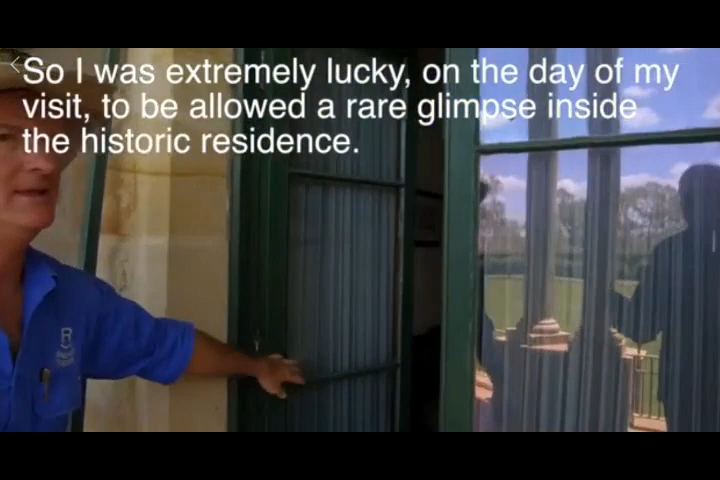 So I was extremely lucky, on the day of my
visit, to be allowed a rare glimpse inside
the historic residence.